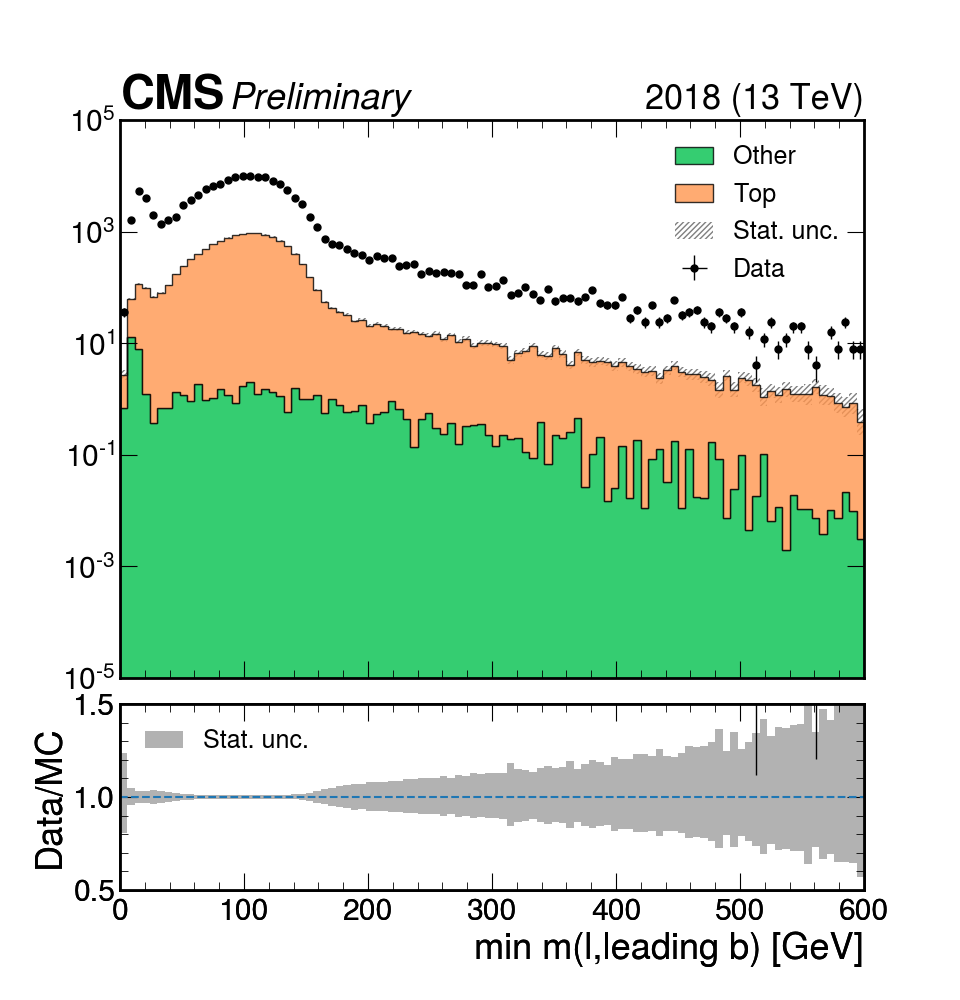 CMS Preliminary 2018 (13 TeV)
10^5
10^3
10^1
10^-1
10^-3
10^-5
Other
Top
Stat. unc.
Data
1.5
1.0
0.5
Data/MC
Stat. unc.
0 100 200 300 400 500 600
min m(l,leading b) [GeV]